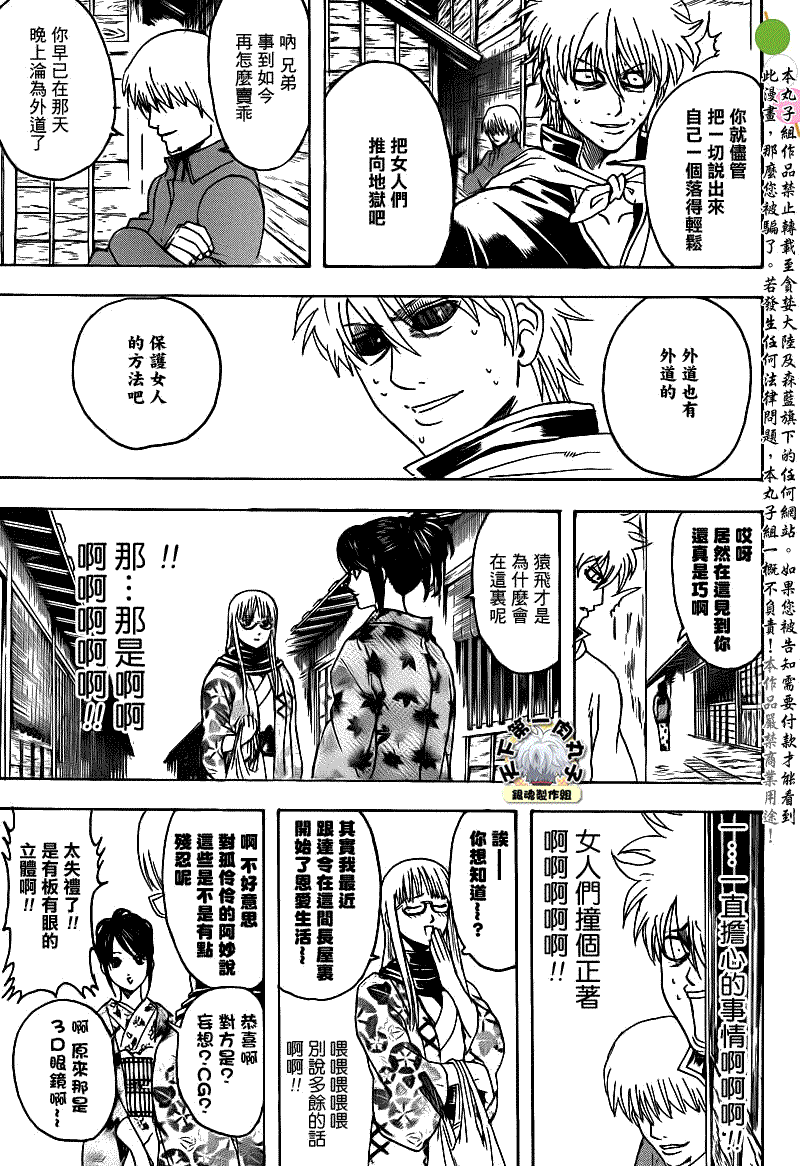 你就儘管
把一切說出來
自己一個落得輕鬆
把女人們
推向地獄吧
吶 兄弟
事到如今
再怎麼賣乖
你早已在那天
晚上淪為外道了
外道也有
外道的
保護女人
的方法吧
哎呀
居然在這見到你
還真是巧啊
猿飛才是
為什麼會
在這裏呢
!!
那…那是啊啊
啊啊啊啊啊!!
一…一直擔心的事情啊啊啊!!
女人們撞個正著
啊啊啊啊啊!!
誒——
你想知道~?
其實我最近
跟達令在這間長屋裏
開始了恩愛生活~
喂喂喂喂
別說多餘的話
啊啊!!
啊 不好意思
對孤伶伶的阿妙說
這些是不是有點
殘忍呢
恭喜啊
對方是?
妄想?CG?
太失禮了!!
是有板有眼的
立體啊!!
啊 原來那是
3D眼鏡啊~
天下第一肉丸子
銀魂製作組
本丸子組作品禁止轉載至貪婪大陸及森藍旗下的任何網站。如果您被告知需要付款才能看到
此漫畫，那麼您被騙了。若發生任何法律問題，本丸子組一概不負責!本作品嚴禁商業用途!